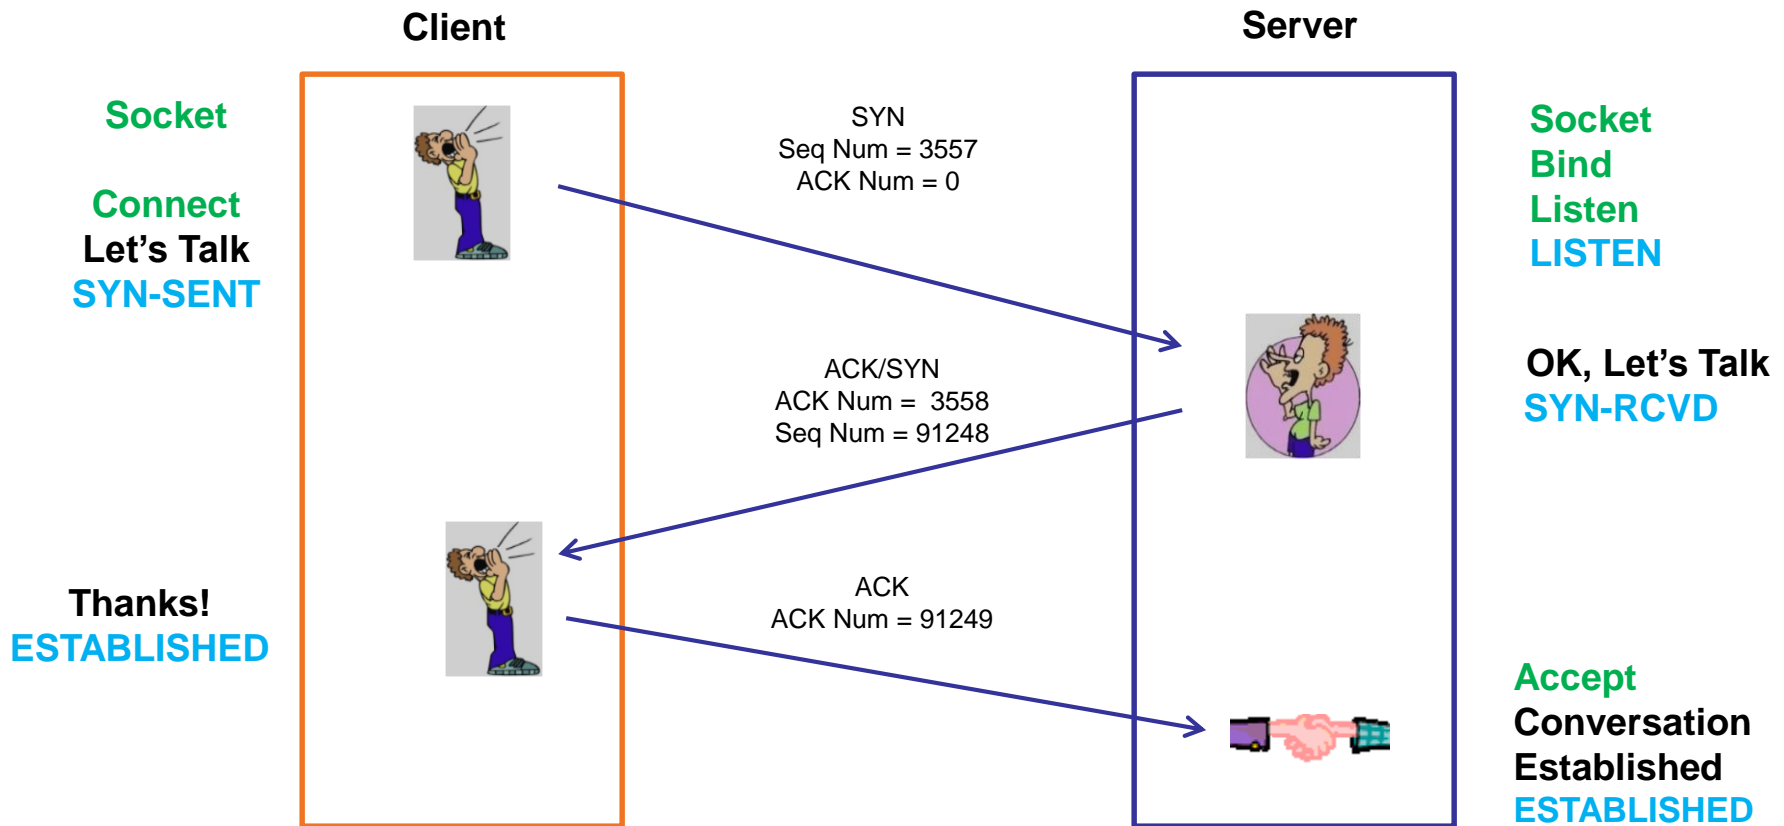 Client
Server
Socket
Connect
Let's Talk
SYN-SENT
SYN
Seq Num = 3557
ACK Num = 0
Socket
Bind
Listen
LISTEN
ACK/SYN
ACK Num =  3558
Seq Num = 91248
OK, Let's Talk
SYN-RCVD
Thanks!
ESTABLISHED
ACK
ACK Num = 91249
Accept
Conversation
Established
ESTABLISHED